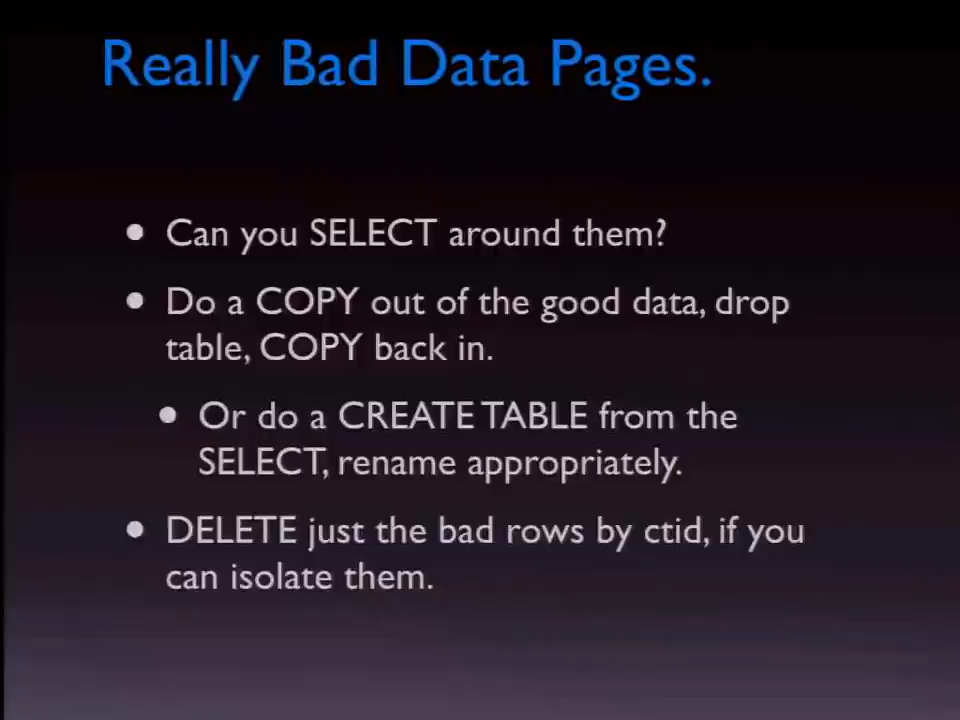 Really Bad Data Pages.
• Can you SELECT around them?
• Do a COPY out of the good data, drop
table, COPY back in.
• Or do a CREATE TABLE from the
SELECT, rename appropriately.
• DELETE just the bad rows by ctid, if you
can isolate them.